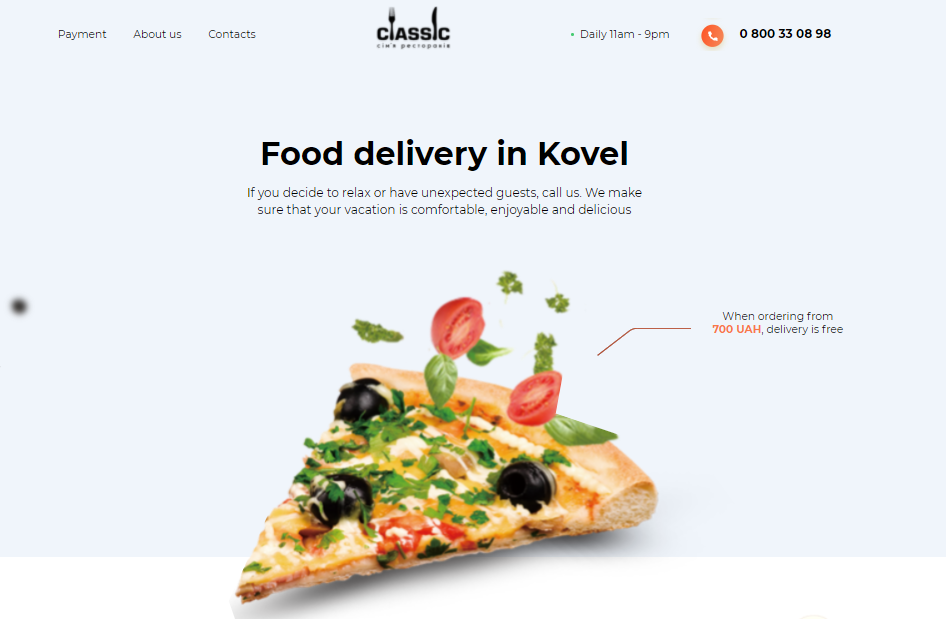 Payment About us Contacts
classic
сім'я ресторанів
Daily 11am - 9pm
0 800 33 08 98
Food delivery in Kovel
If you decide to relax or have unexpected guests, call us. We make
sure that your vacation is comfortable, enjoyable and delicious
When ordering from
700 UAH, delivery is free